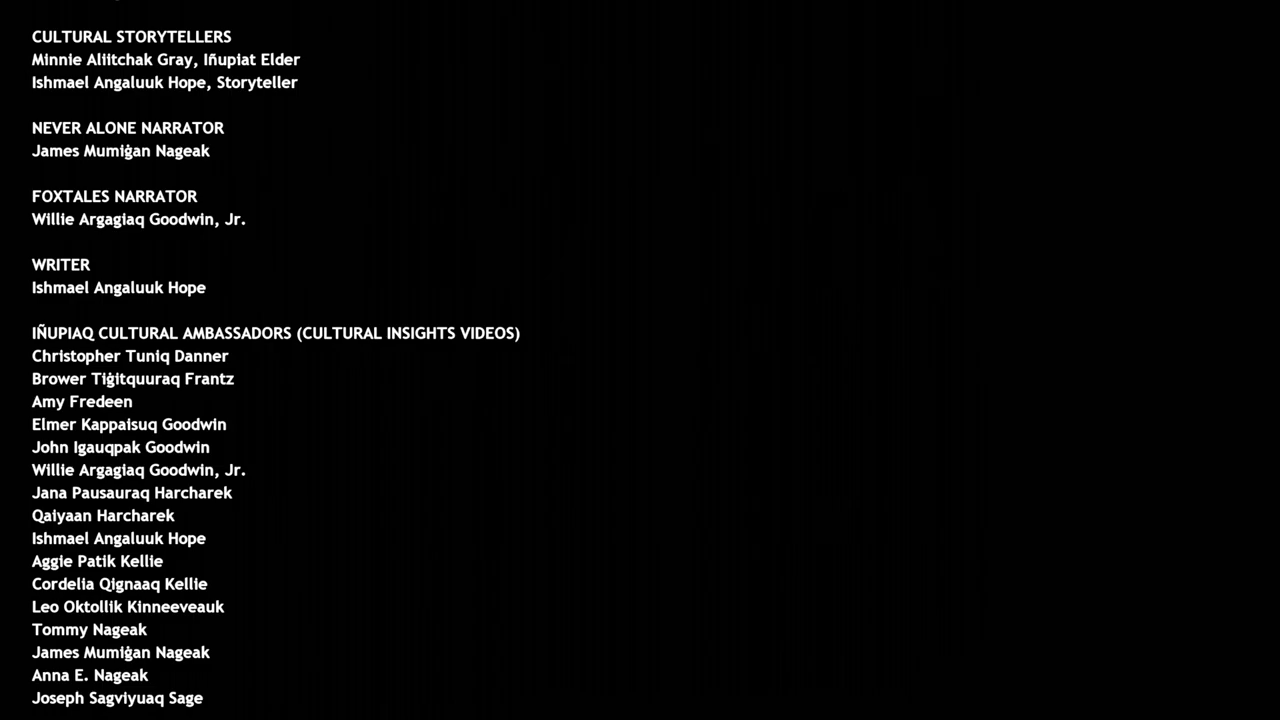 CULTURAL STORYTELLERS
Minnie Aliitchak Gray, Iñupiat Elder
Ishmael Angaluuk Hope, Storyteller
NEVER ALONE NARRATOR
James Mumiġan Nageak
FOXTALES NARRATOR
Willie Argagiaq Goodwin, Jr.
WRITER
Ishmael Angaluuk Hope
IÑUPIAQ CULTURAL AMBASSADORS (CULTURAL INSIGHTS VIDEOS)
Christopher Tuniq Danner
Brower Tiġitquuraq Frantz
Amy Fredeen
Elmer Kappaisuq Goodwin
John Igauqpak Goodwin
Willie Argagiaq Goodwin, Jr.
Jana Pausauraq Harcharek
Qaiyaan Harcharek
Ishmael Angaluuk Hope
Aggie Patik Kellie
Cordelia Qignaaq Kellie
Leo Oktollik Kinneeveauk
Tommy Nageak
James Mumiġan Nageak
Anna E. Nageak
Joseph Sagviyuaq Sage